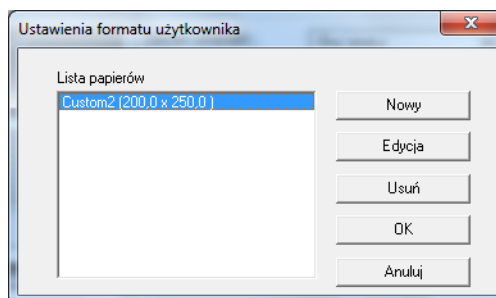 Ustawienia formatu użytkownika
Lista papierów
Custom2 (200,0 x 250,0 )
Nowy
Edycja
Usuń
OK
Anuluj